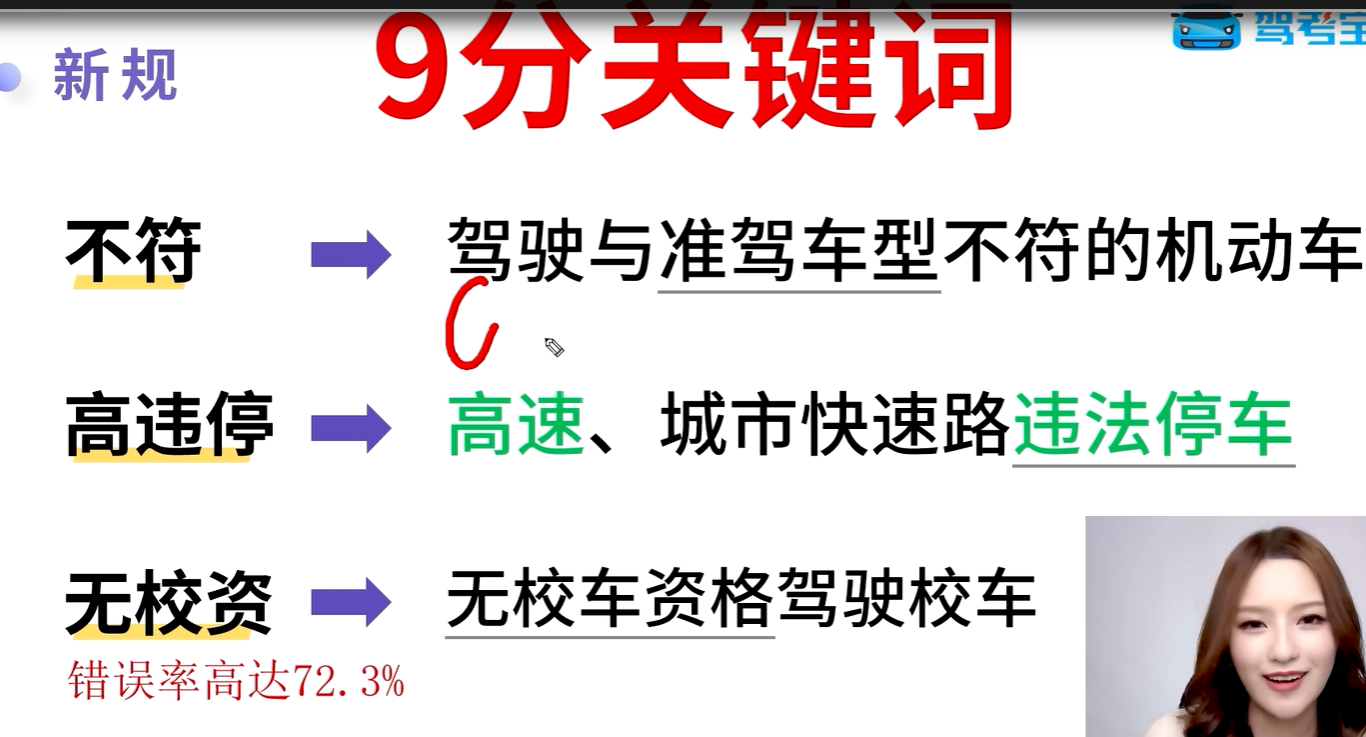 9分关键词
驾考宝
新规
不符 驾驶与准驾车型不符的机动车
高违停 高速、城市快速路违法停车
无校资 无校车资格驾驶校车
错误率高达72.3%